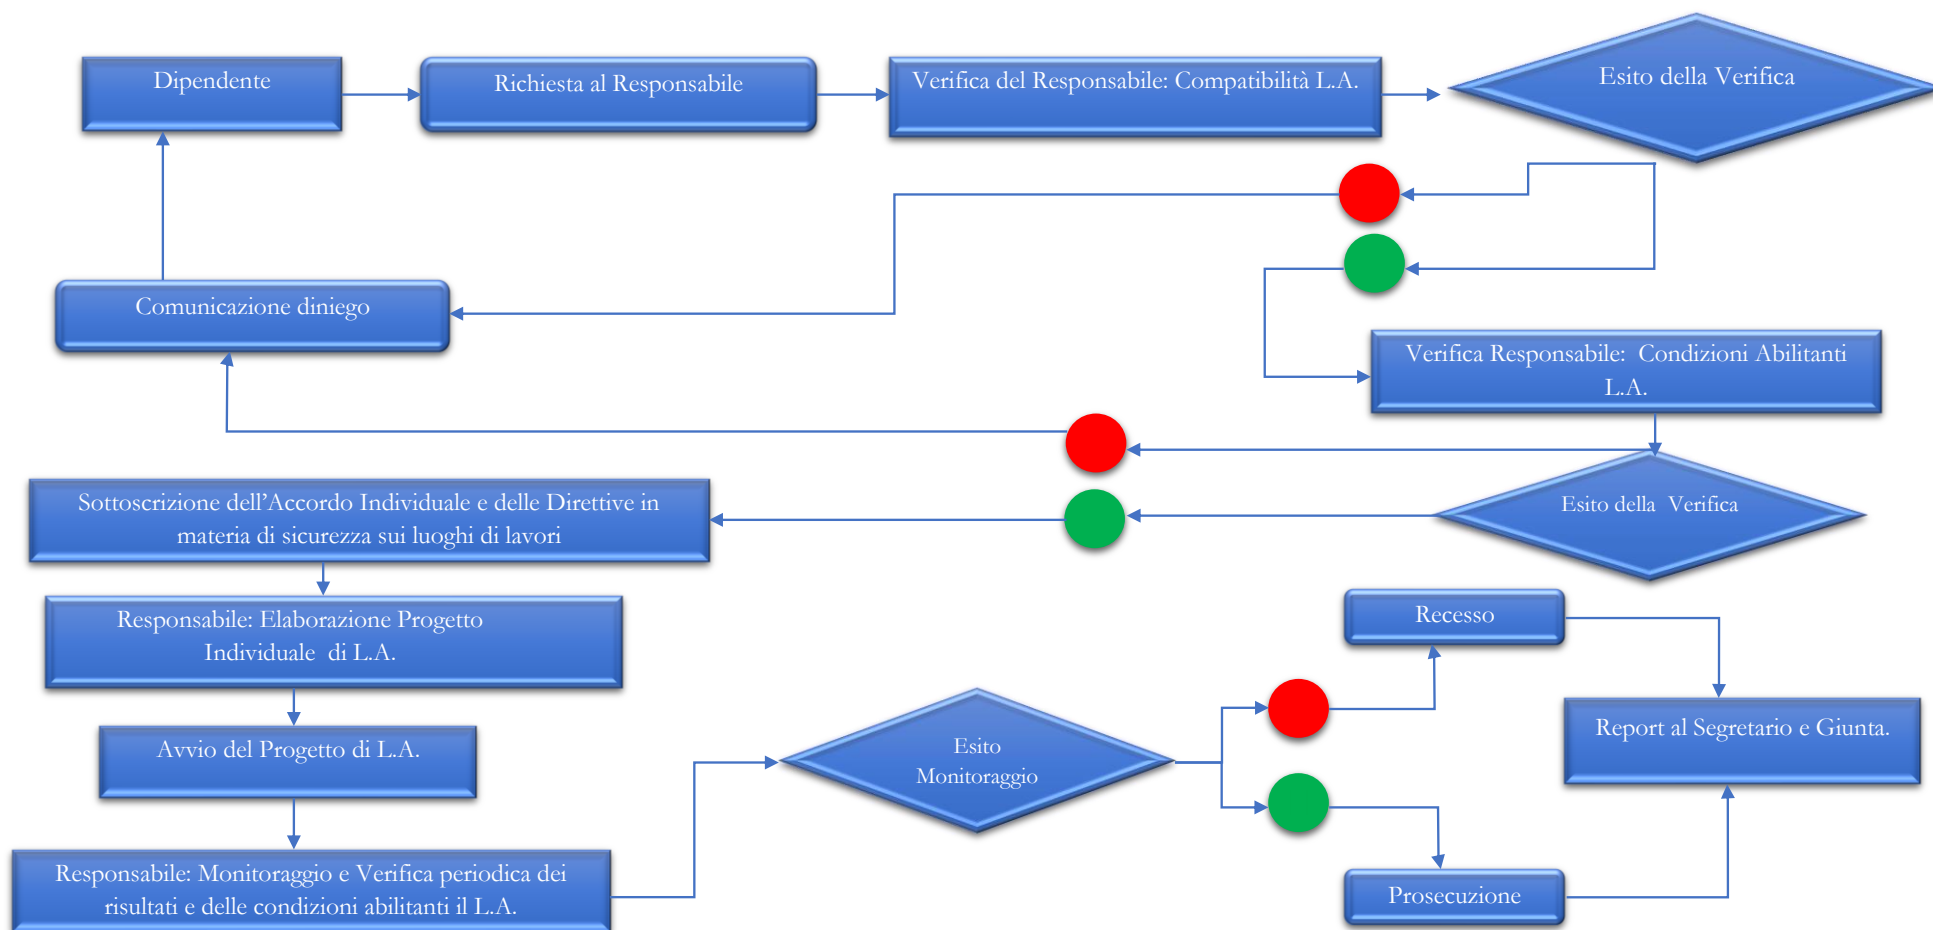 Dipendente
Richiesta al Responsabile
Verifica del Responsabile: Compatibilità L.A.
Esito della Verifica
Comunicazione diniego
Verifica Responsabile:  Condizioni Abilitanti
L.A.
Esito della  Verifica
Sottoscrizione dell’Accordo Individuale e delle Direttive in
materia di sicurezza sui luoghi di lavori
Responsabile: Elaborazione Progetto
Individuale  di L.A.
Avvio del Progetto di L.A.
Responsabile: Monitoraggio e Verifica periodica dei
risultati e delle condizioni abilitanti il L.A.
Esito
Monitoraggio
Recesso
Report al Segretario e Giunta.
Prosecuzione